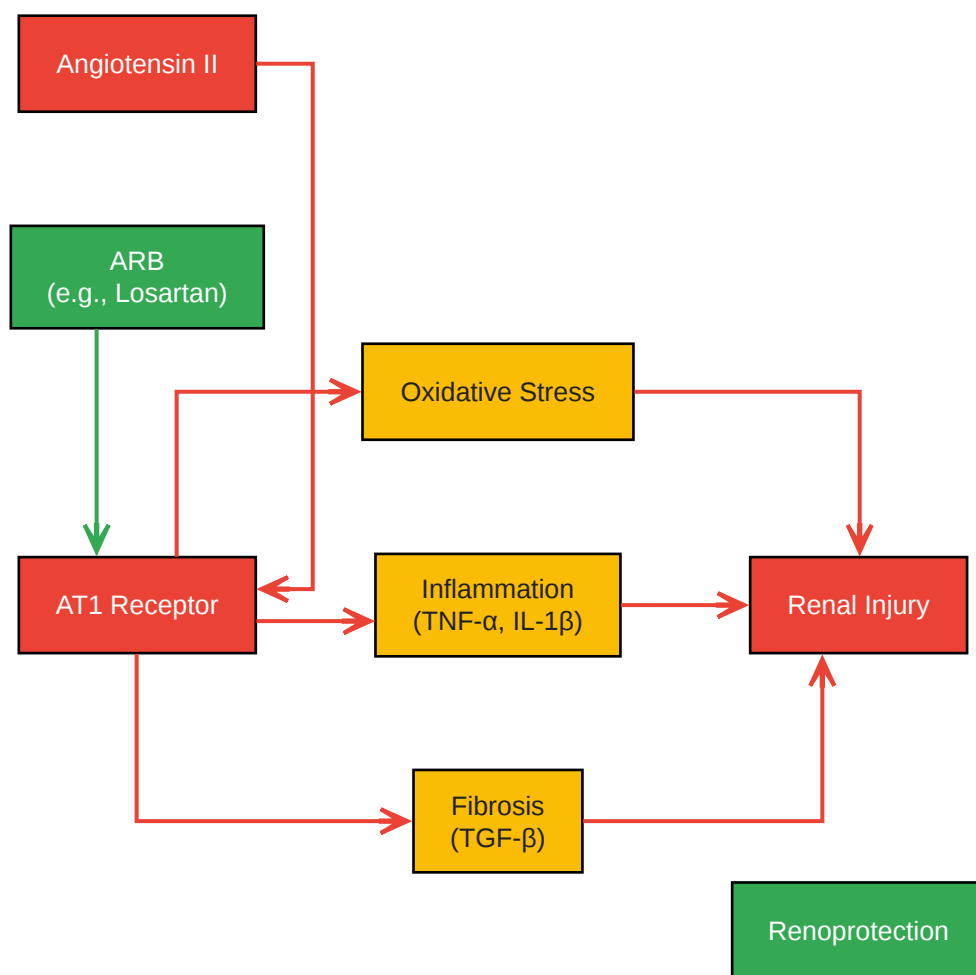 Angiotensin II
ARB
(e.g., Losartan)
Oxidative Stress
AT1 Receptor
Inflammation
(TNF-α, IL-1β)
Renal Injury
Fibrosis
(TGF-β)
Renoprotection